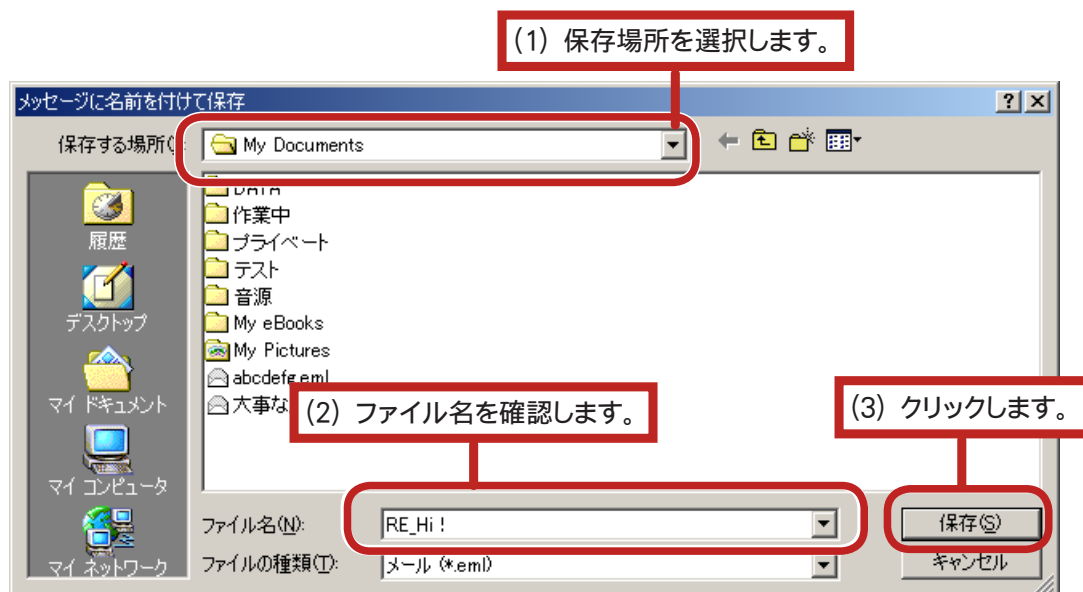 (1) 保存場所を選択します。
メッセージに名前を付けて保存
保存する場所(I):
My Documents
DATA
作業中
プライベート
テスト
音源
My eBooks
My Pictures
abcdefg.eml
大事な
履歴
デスクトップ
マイ ドキュメント
マイ コンピュータ
マイ ネットワーク
(2) ファイル名を確認します。
(3) クリックします。
ファイル名(N):
RE_Hi !
保存(S)
ファイルの種類(T):
メール (*.eml)
キャンセル